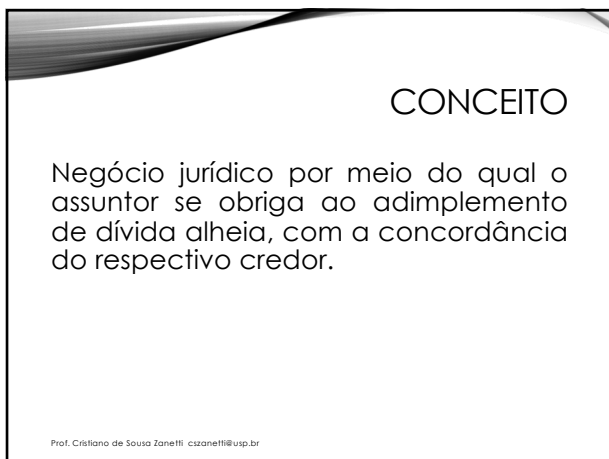 CONCEITO
Negócio jurídico por meio do qual o
assuntor se obriga ao adimplemento
de dívida alheia, com a concordância
do respectivo credor.
Prof. Cristiano de Sousa Zanetti cszanetti@usp.br